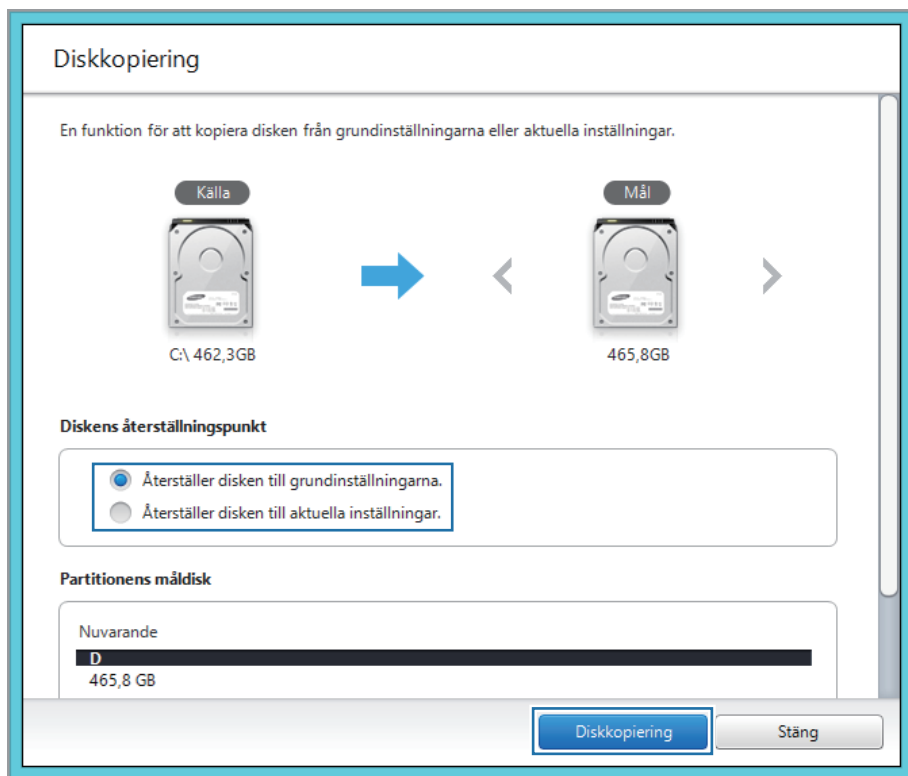 Diskkopiering
En funktion för att kopiera disken från grundinställningarna eller aktuella inställningar.
Källa
Mål
C:\ 462,3GB
465,8GB
Diskens återställningspunkt
Återställer disken till grundinställningarna.
Återställer disken till aktuella inställningar.
Partitionens måldisk
Nuvarande
D
465,8 GB
Diskkopiering
Stäng